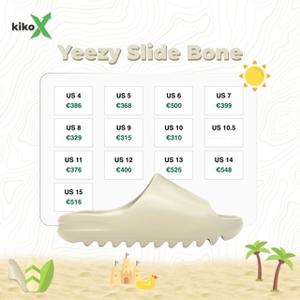 kikoX
Yeezy Slide Bone
US 4
€386
US 5
€368
US 6
€500
US 7
€399
US 8
€329
US 9
€315
US 10
€310
US 10.5
US 11
€376
US 12
€400
US 13
€525
US 14
€548
US 15
€516